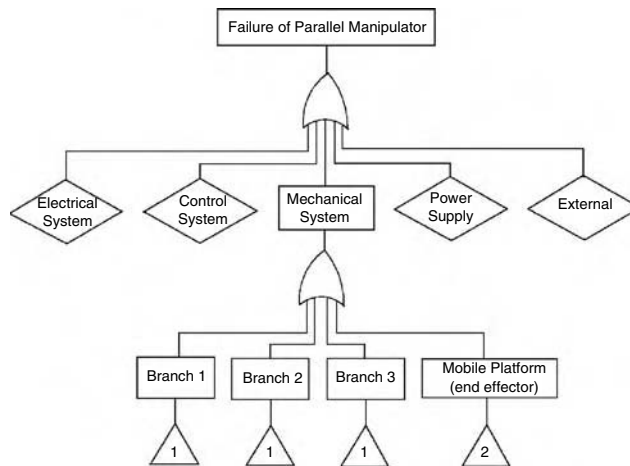 Failure of Parallel Manipulator
Electrical
System
Control
System
Mechanical
System
Power
Supply
External
Branch 1
Branch 2
Branch 3
Mobile Platform
(end effector)
1
1
1
2